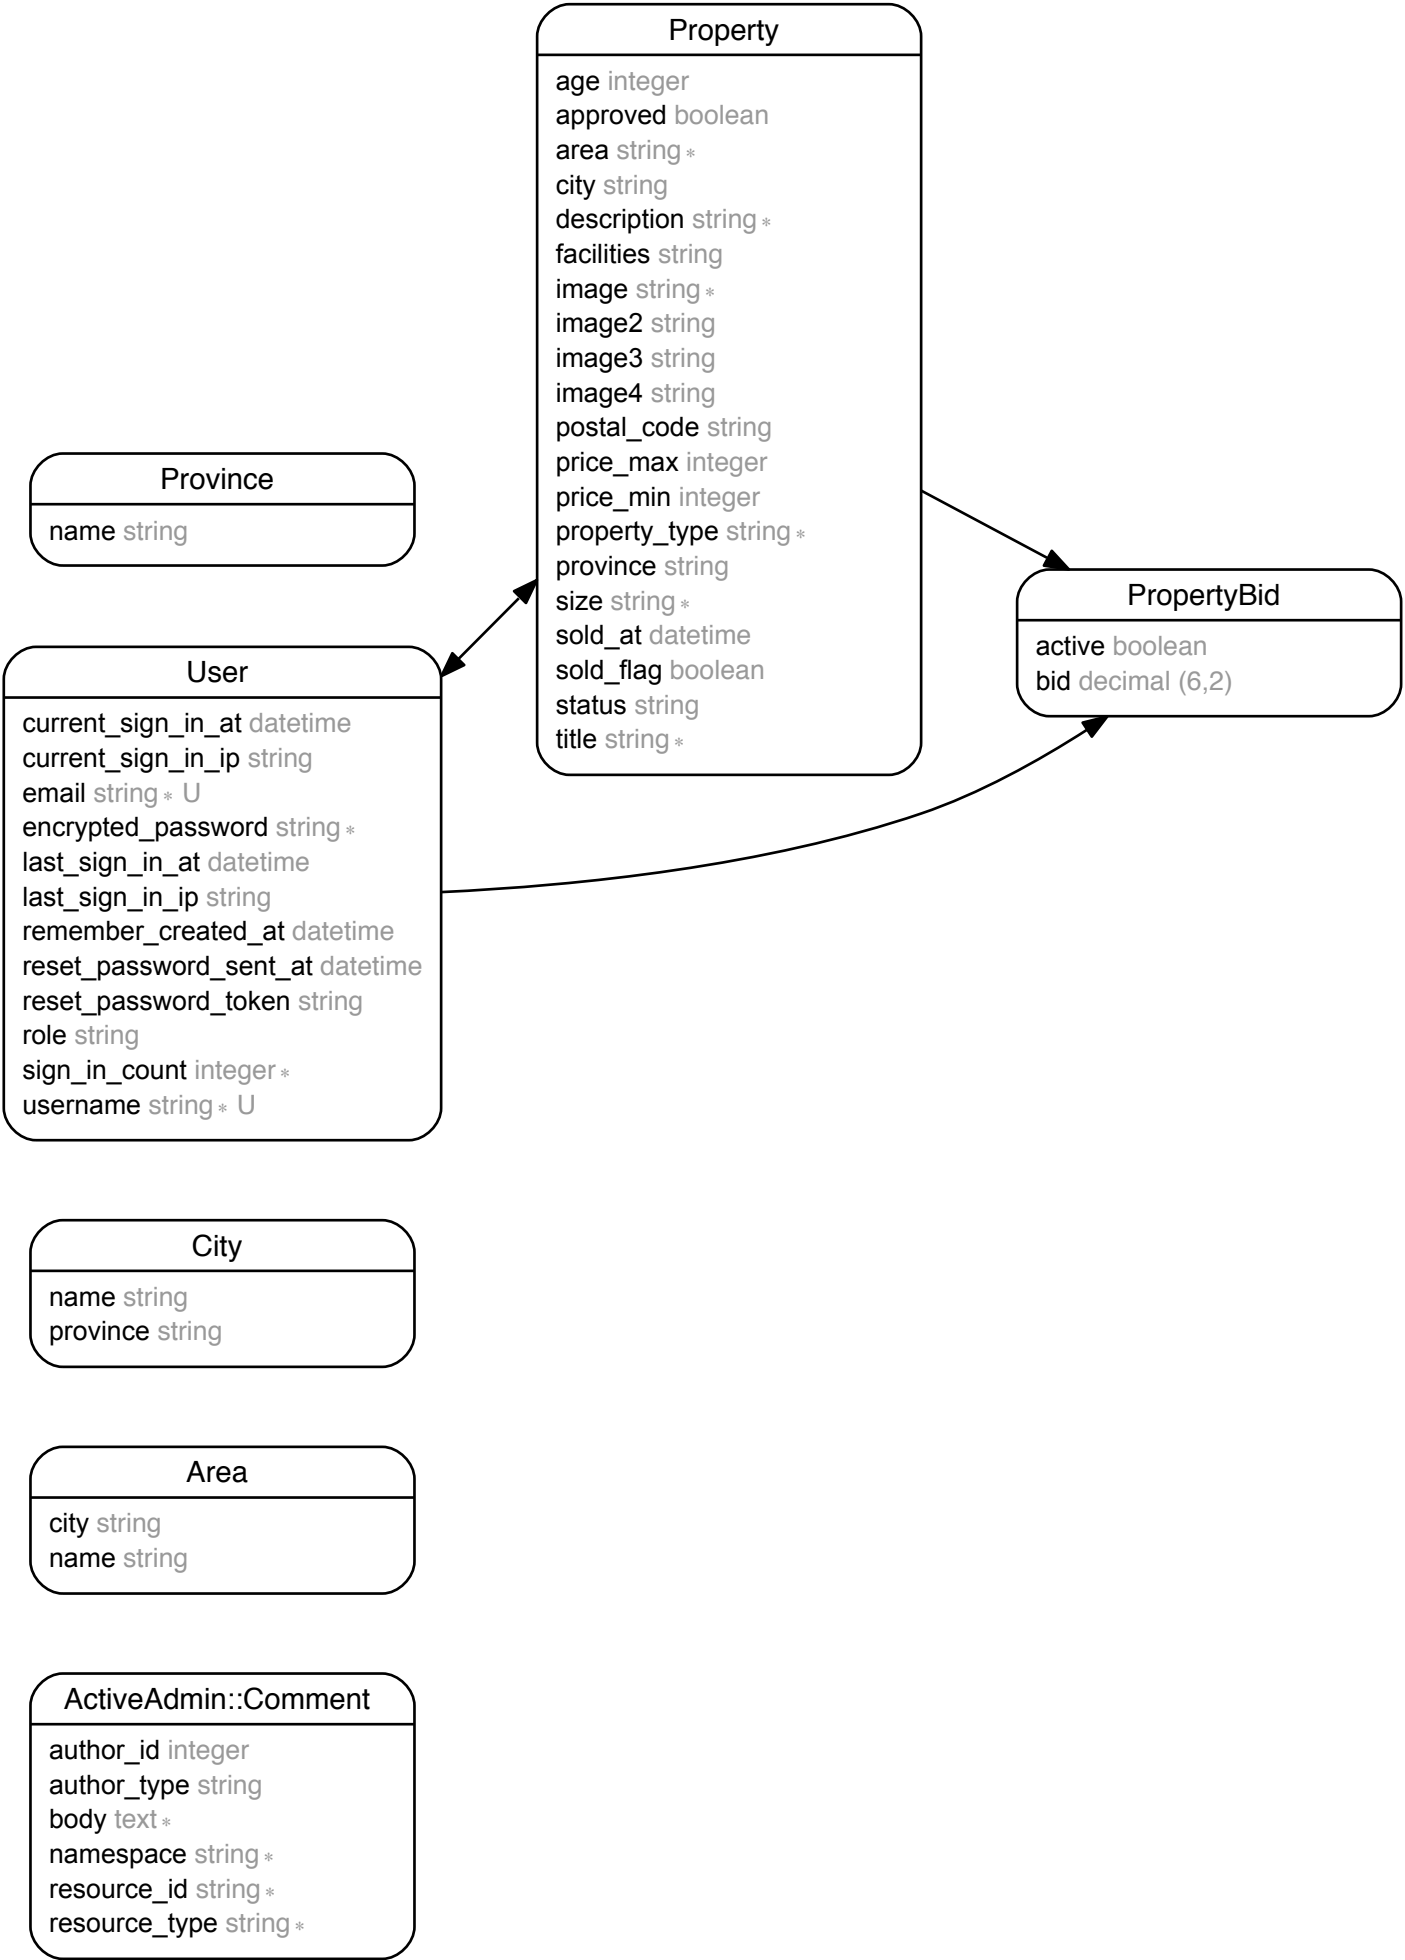 Property
age integer
approved boolean
area string ∗
city string
description string ∗
facilities string
image string ∗
image2 string
image3 string
image4 string
postal_code string
price_max integer
price_min integer
property_type string ∗
province string
size string ∗
sold_at datetime
sold_flag boolean
status string
title string ∗
Province
name string
PropertyBid
active boolean
bid decimal (6,2)
User
current_sign_in_at datetime
current_sign_in_ip string
email string ∗ U
encrypted_password string ∗
last_sign_in_at datetime
last_sign_in_ip string
remember_created_at datetime
reset_password_sent_at datetime
reset_password_token string
role string
sign_in_count integer ∗
username string ∗ U
City
name string
province string
Area
city string
name string
ActiveAdmin::Comment
author_id integer
author_type string
body text ∗
namespace string ∗
resource_id string ∗
resource_type string ∗